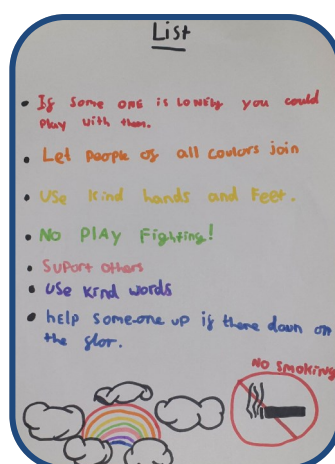 List
• If some one is Lonely you could
Play with them.
• Let people of all coulors join
• Use kind hands and Feet.
• No Play Fighting!
• Suport others
• Use kind words
• help some-one up if there down on
the flor.
No smoking